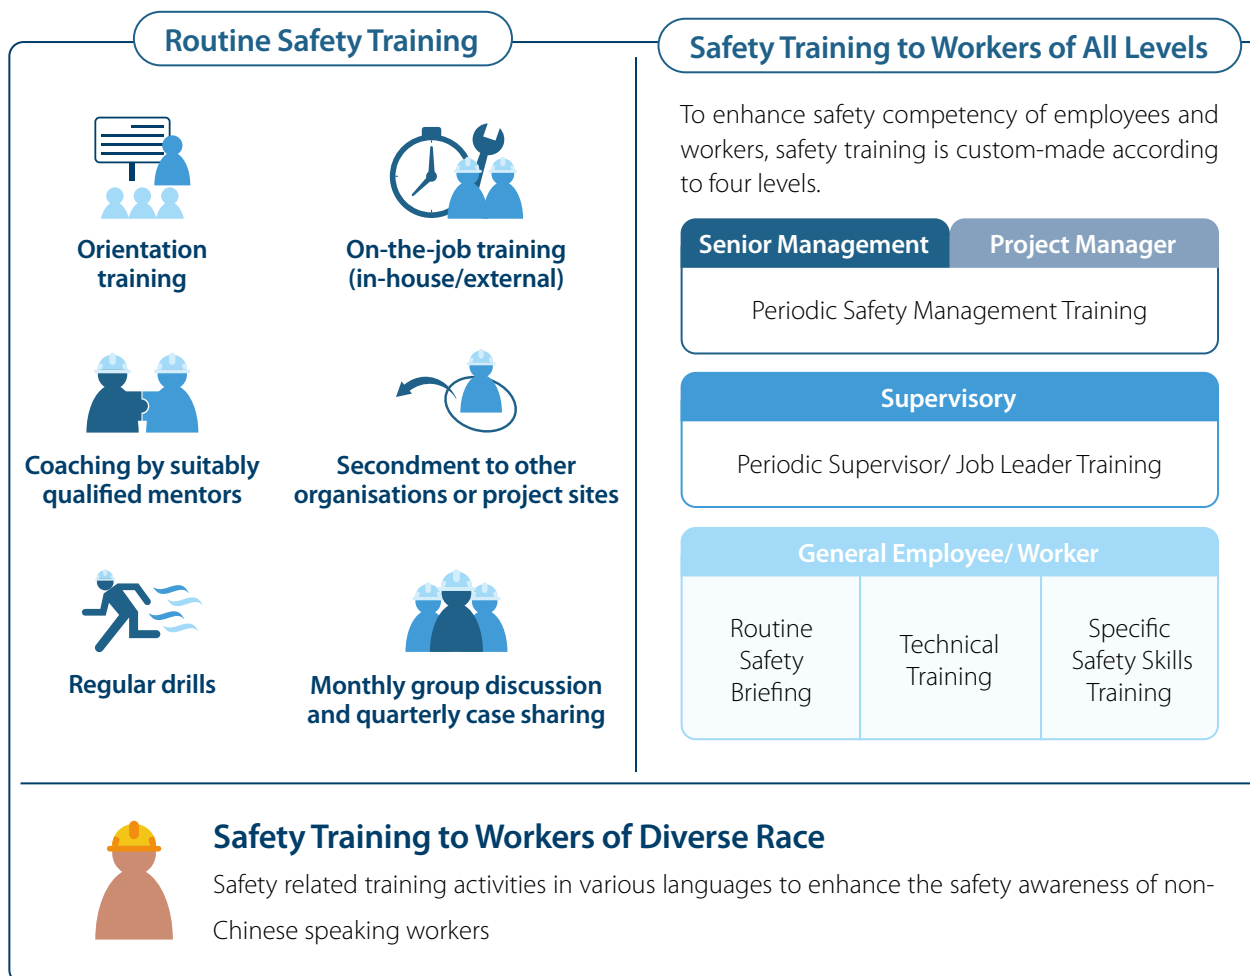 Routine Safety Training
Orientation
training
On-the-job training
(in-house/external)
Coaching by suitably
qualified mentors
Secondment to other
organisations or project sites
Regular drills
Monthly group discussion
and quarterly case sharing
Safety Training to Workers of All Levels
To enhance safety competency of employees and
workers, safety training is custom-made according
to four levels.
Senior Management
Project Manager
Periodic Safety Management Training
Supervisory
Periodic Supervisor/ Job Leader Training
General Employee/ Worker
Routine
Safety
Briefing
Technical
Training
Specific
Safety Skills
Training
Safety Training to Workers of Diverse Race
Safety related training activities in various languages to enhance the safety awareness of non-
Chinese speaking workers